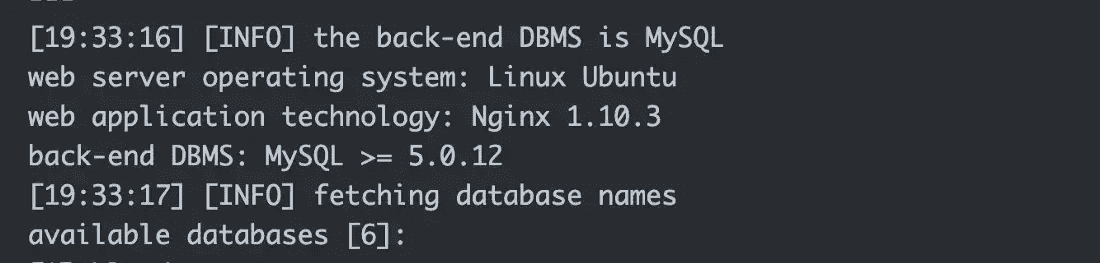 [19:33:16] [INFO] the back-end DBMS is MySQL
web server operating system: Linux Ubuntu
web application technology: Nginx 1.10.3
back-end DBMS: MySQL >= 5.0.12
[19:33:17] [INFO] fetching database names
available databases [6]: